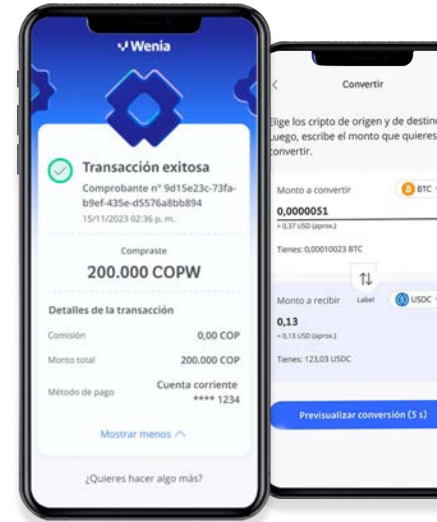 Wenia
Transacción exitosa
Comprobante n° 9d15e23c-73fa-
b9ef-435e-d5576a8bb894
15/11/2023 02:36 p. m.
Compraste
200.000 COPW
Detalles de la transacción
Comisión 0,00 COP
Monto total 200.000 COP
Método de pago Cuenta corriente
**** 1234
Mostrar menos
¿Quieres hacer algo más?
Convertir
Elige los cripto de origen y de destino
Luego, escribe el monto que quieres
convertir.
Monto a convertir BTC
0,0000051
≈ 0,37 USD (aprox.)
Tienes: 0,00010023 BTC
Monto a recibir Label USDC
0,13
≈ 0,13 USD (aprox.)
Tienes: 123,03 USDC
Previsualizar conversión (5 s)